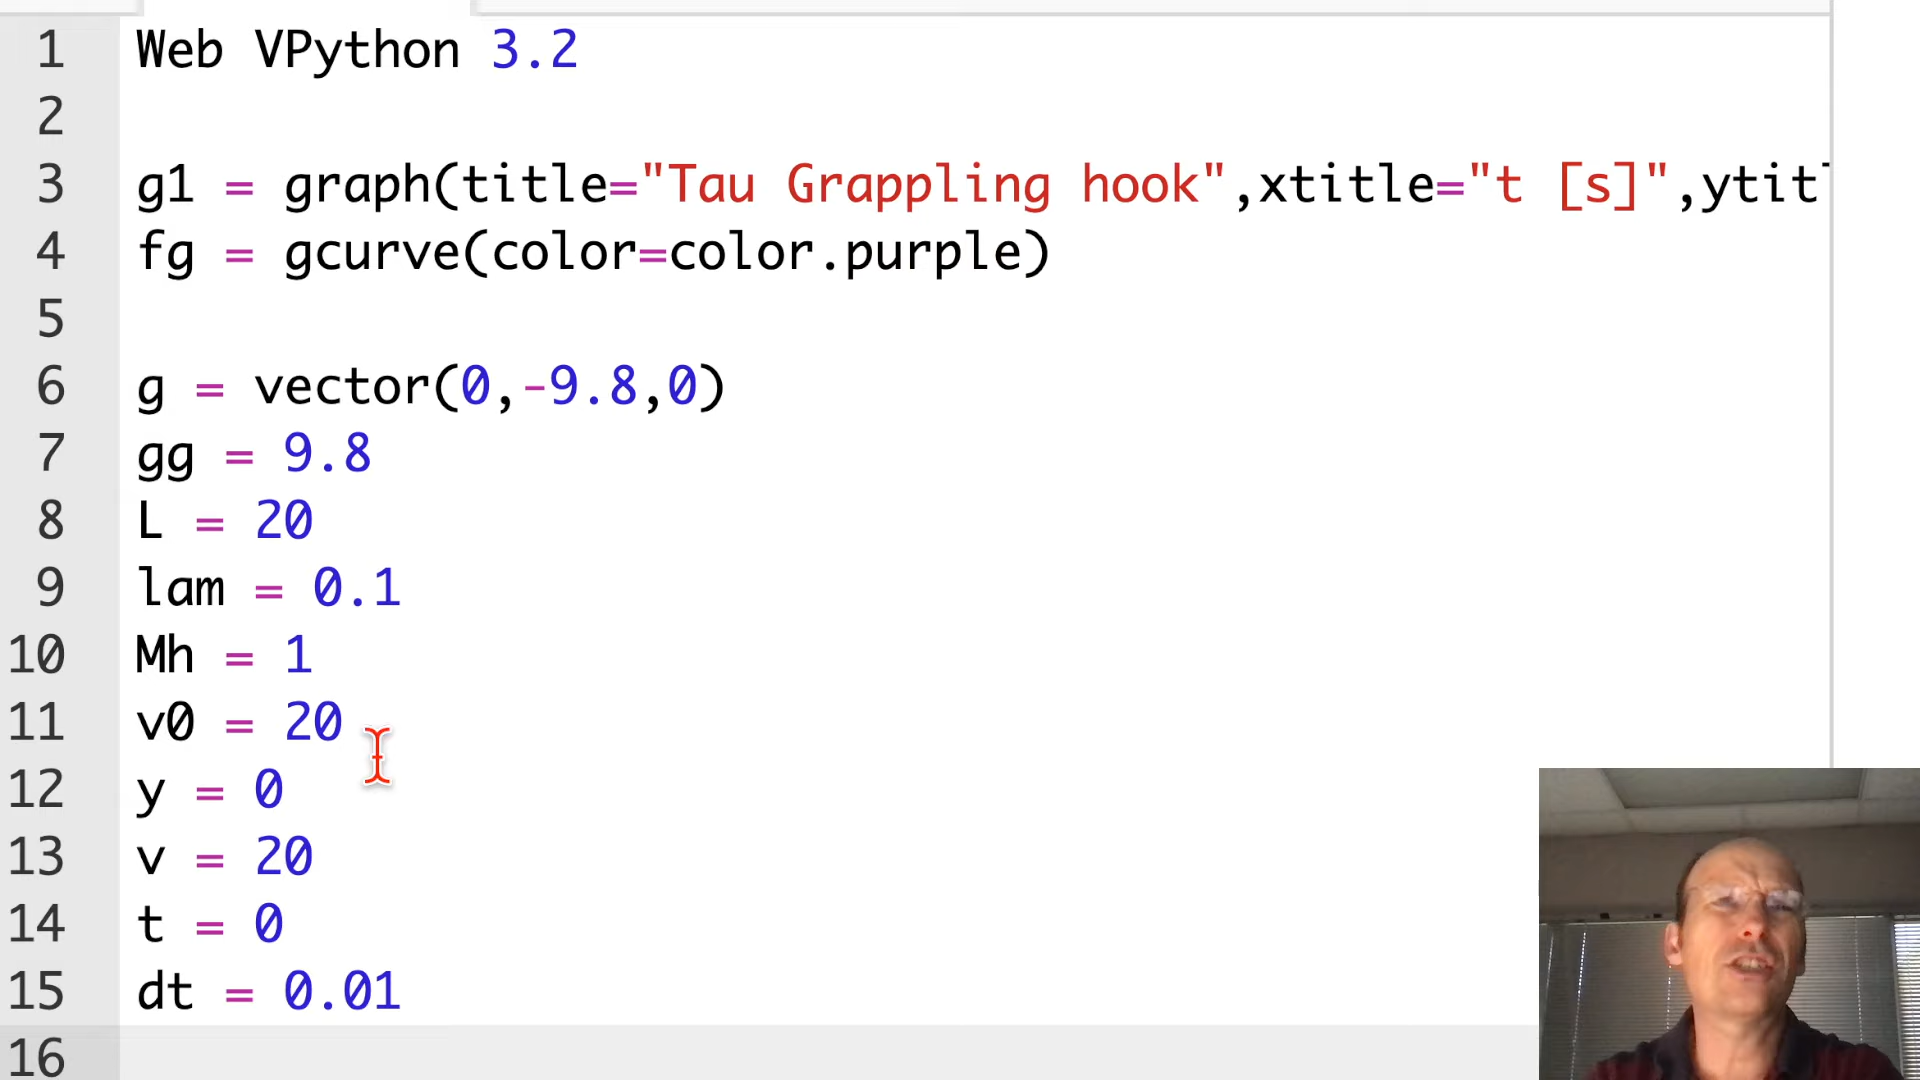 1 Web VPython 3.2
2
3 g1 = graph(title="Tau Grappling hook",xtitle="t [s]",ytit
4 fg = gcurve(color=color.purple)
5
6 g = vector(0,-9.8,0)
7 gg = 9.8
8 L = 20
9 lam = 0.1
10 Mh = 1
11 v0 = 20
12 y = 0
13 v = 20
14 t = 0
15 dt = 0.01
16